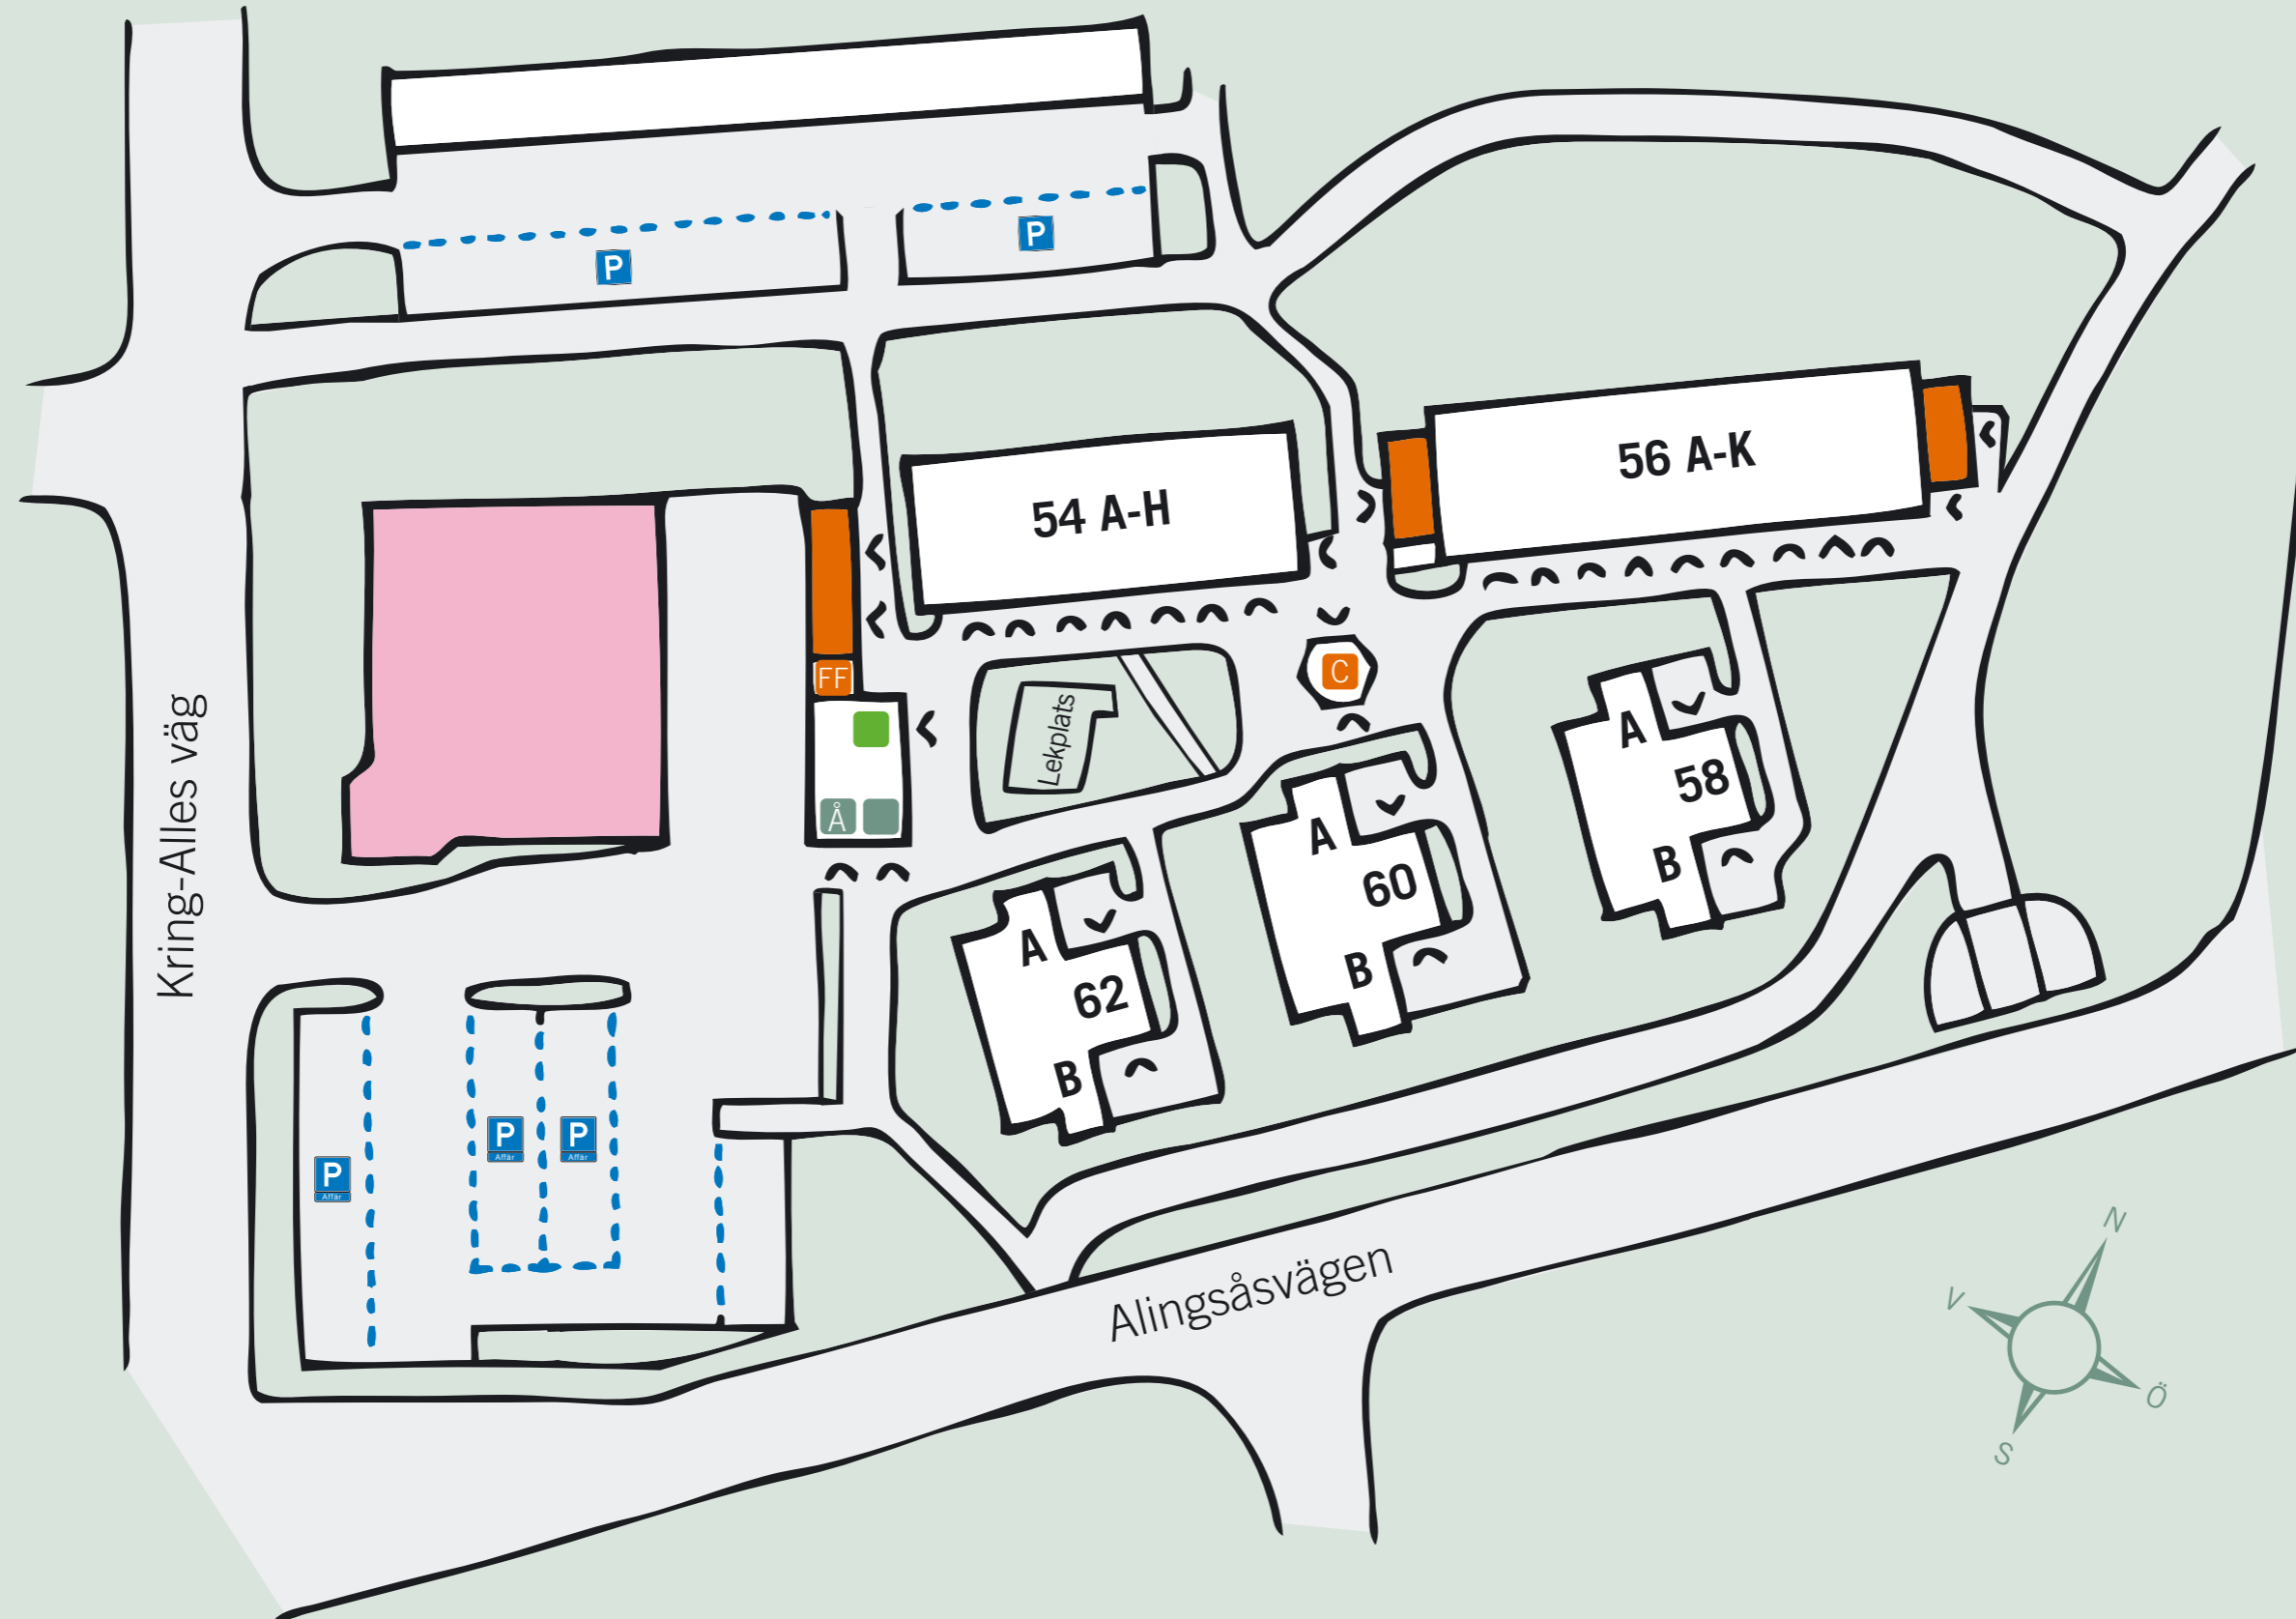 P
P
56 A-K
54 A-H
FF
C
Lekplats
A
58
B
Å
A
60
B
A
62
B
Kring-Alles väg
P
Affär
P
Affär
P
Affär
Alingsåsvägen
N
V
Ö
S